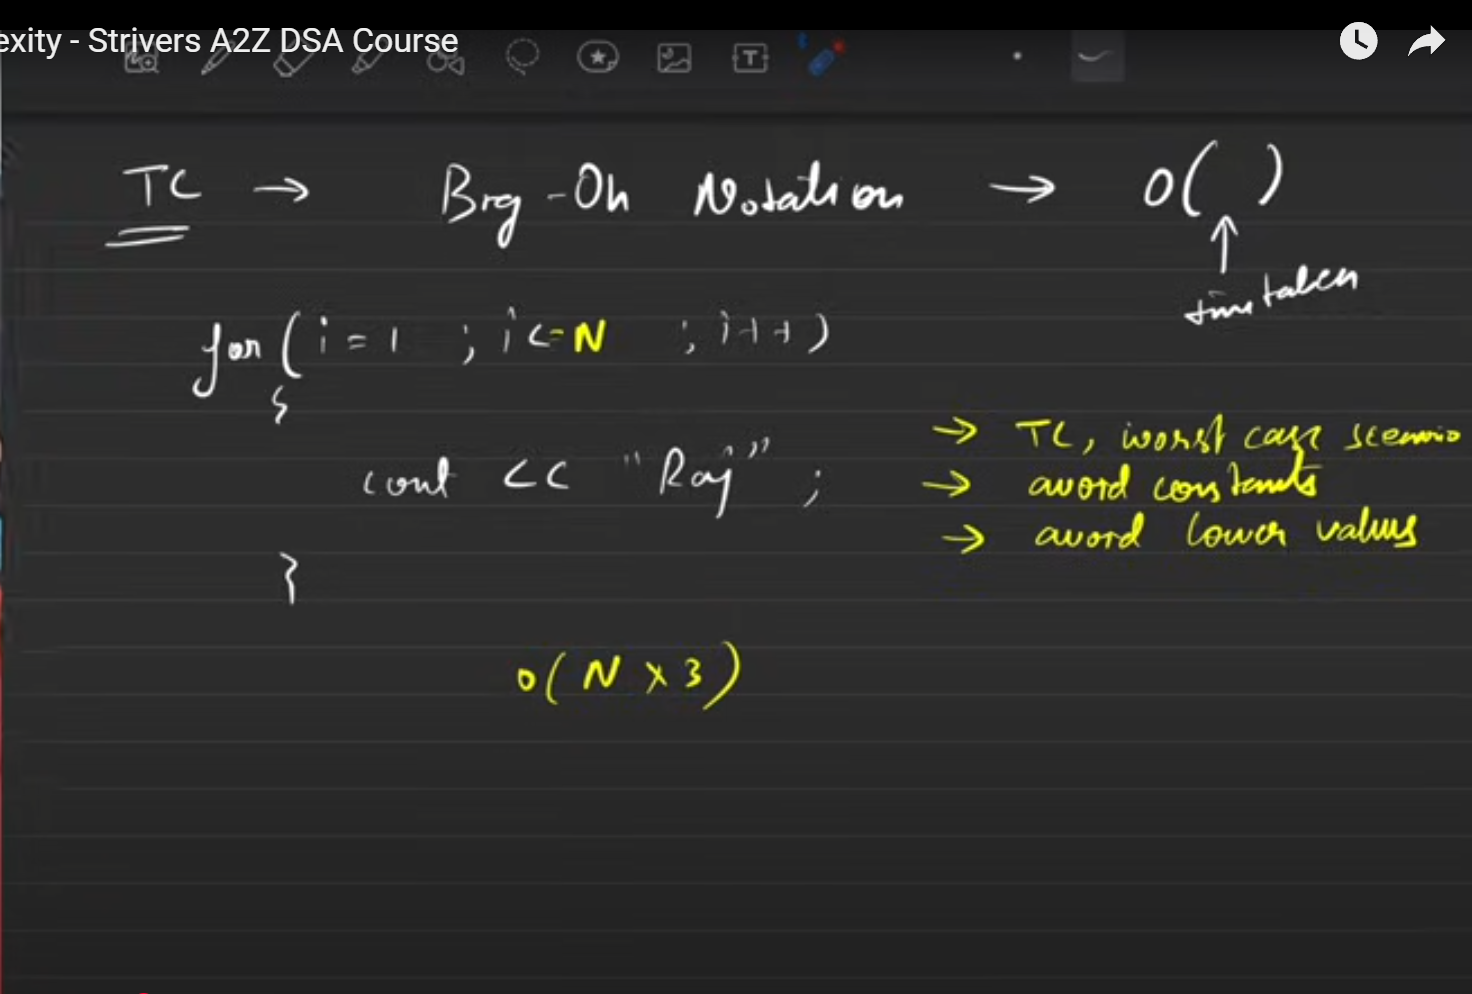 exity - Strivers A2Z DSA Course
TC → Big-Oh Notation → O( )
↑
time taken
for ( i = 1 ; i <= N ; i++ )
{
cout << "Raj" ;
}
→ TC, worst case scenario
→ avoid constants
→ avoid lower values
O( N x 3 )